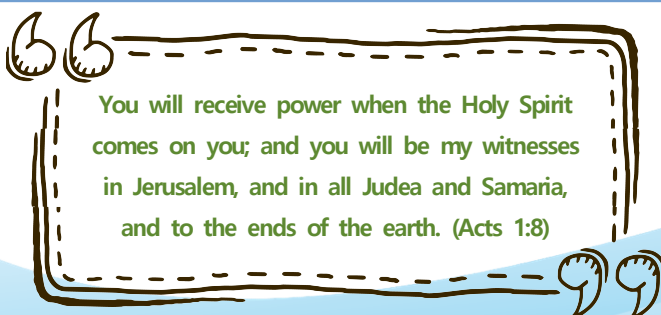 You will receive power when the Holy Spirit
comes on you; and you will be my witnesses
in Jerusalem, and in all Judea and Samaria,
and to the ends of the earth. (Acts 1:8)